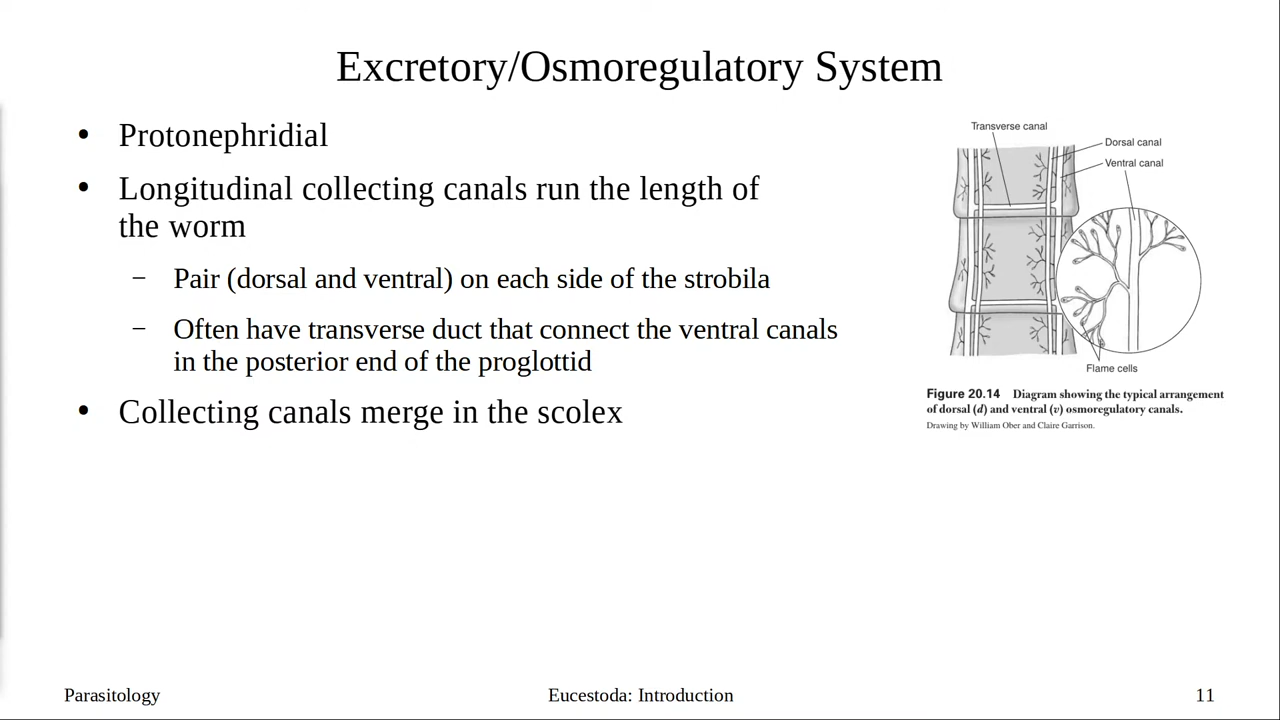 Excretory/Osmoregulatory System
• Protonephridial
• Longitudinal collecting canals run the length of
the worm
– Pair (dorsal and ventral) on each side of the strobila
– Often have transverse duct that connect the ventral canals
in the posterior end of the proglottid
• Collecting canals merge in the scolex
Transverse canal
Dorsal canal
Ventral canal
Flame cells
Figure 20.14 Diagram showing the typical arrangement
of dorsal (d) and ventral (v) osmoregulatory canals.
Drawing by William Ober and Claire Garrison.
Parasitology
Eucestoda: Introduction
11